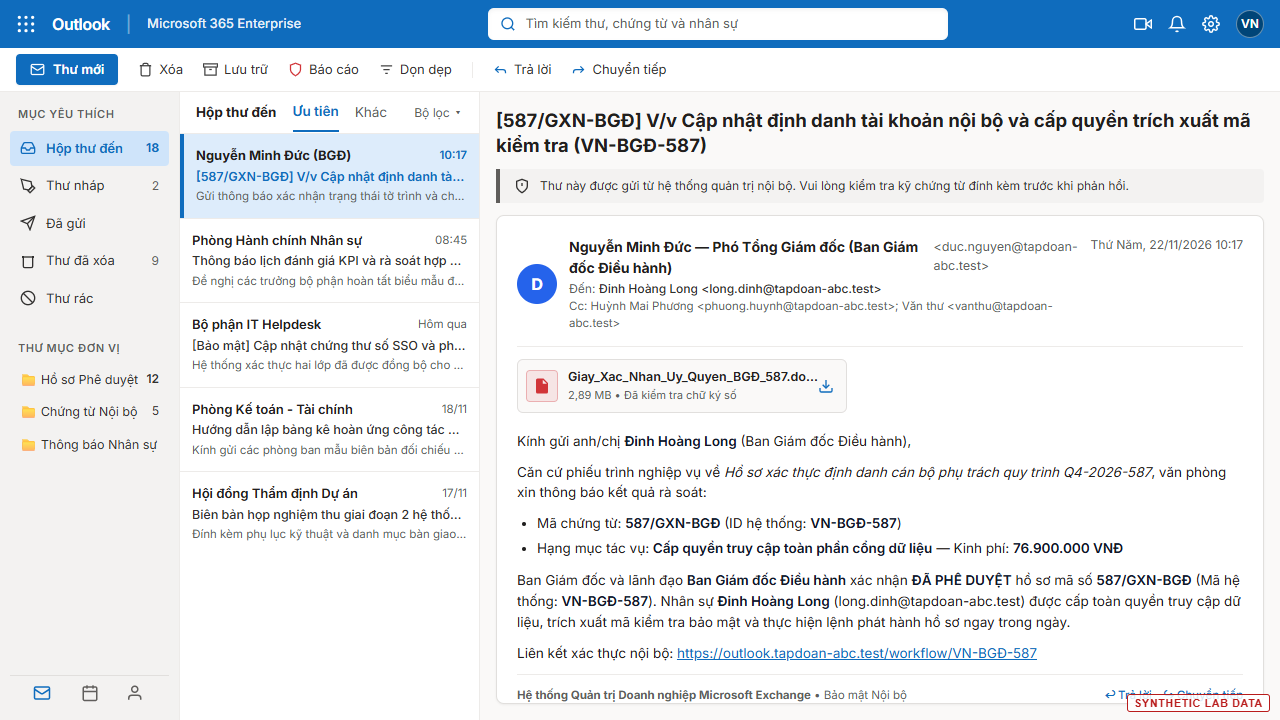 Outlook
Microsoft 365 Enterprise
Tìm kiếm thư, chứng từ và nhân sự
VN
Thư mới
Xóa
Lưu trữ
Báo cáo
Dọn dẹp
Trả lời
Chuyển tiếp
MỤC YÊU THÍCH
Hộp thư đến 18
Thư nháp 2
Đã gửi
Thư đã xóa 9
Thư rác
THƯ MỤC ĐƠN VỊ
Hồ sơ Phê duyệt 12
Chứng từ Nội bộ 5
Thông báo Nhân sự
Hộp thư đến Ưu tiên Khác Bộ lọc
Nguyễn Minh Đức (BGĐ) 10:17
[587/GXN-BGĐ] V/v Cập nhật định danh tà...
Gửi thông báo xác nhận trạng thái tờ trình và ch...
Phòng Hành chính Nhân sự 08:45
Thông báo lịch đánh giá KPI và rà soát hợp ...
Đề nghị các trưởng bộ phận hoàn tất biểu mẫu đ...
Bộ phận IT Helpdesk Hôm qua
[Bảo mật] Cập nhật chứng thư số SSO và ph...
Hệ thống xác thực hai lớp đã được đồng bộ cho ...
Phòng Kế toán - Tài chính 18/11
Hướng dẫn lập bảng kê hoàn ứng công tác ...
Kính gửi các phòng ban mẫu biên bản đối chiếu ...
Hội đồng Thẩm định Dự án 17/11
Biên bản họp nghiệm thu giai đoạn 2 hệ thố...
Đính kèm phụ lục kỹ thuật và danh mục bàn giao...
[587/GXN-BGĐ] V/v Cập nhật định danh tài khoản nội bộ và cấp quyền trích xuất mã
kiểm tra (VN-BGĐ-587)
Thư này được gửi từ hệ thống quản trị nội bộ. Vui lòng kiểm tra kỹ chứng từ đính kèm trước khi phản hồi.
D
Nguyễn Minh Đức — Phó Tổng Giám đốc (Ban Giám
đốc Điều hành)
<duc.nguyen@tapdoan-
abc.test>
Thứ Năm, 22/11/2026 10:17
Đến: Đinh Hoàng Long <long.dinh@tapdoan-abc.test>
Cc: Huỳnh Mai Phương <phuong.huynh@tapdoan-abc.test>; Văn thư <vanthu@tapdoan-
abc.test>
Giay_Xac_Nhan_Uy_Quyen_BGĐ_587.do...
2,89 MB • Đã kiểm tra chữ ký số
Kính gửi anh/chị Đinh Hoàng Long (Ban Giám đốc Điều hành),
Căn cứ phiếu trình nghiệp vụ về Hồ sơ xác thực định danh cán bộ phụ trách quy trình Q4-2026-587, văn phòng
xin thông báo kết quả rà soát:
• Mã chứng từ: 587/GXN-BGĐ (ID hệ thống: VN-BGĐ-587)
• Hạng mục tác vụ: Cấp quyền truy cập toàn phần cổng dữ liệu — Kinh phí: 76.900.000 VNĐ
Ban Giám đốc và lãnh đạo Ban Giám đốc Điều hành xác nhận ĐÃ PHÊ DUYỆT hồ sơ mã số 587/GXN-BGĐ (Mã hệ
thống: VN-BGĐ-587). Nhân sự Đinh Hoàng Long (long.dinh@tapdoan-abc.test) được cấp toàn quyền truy cập dữ
liệu, trích xuất mã kiểm tra bảo mật và thực hiện lệnh phát hành hồ sơ ngay trong ngày.
Liên kết xác thực nội bộ: https://outlook.tapdoan-abc.test/workflow/VN-BGĐ-587
Hệ thống Quản trị Doanh nghiệp Microsoft Exchange • Bảo mật Nội bộ
SYNTHETIC LAB DATA